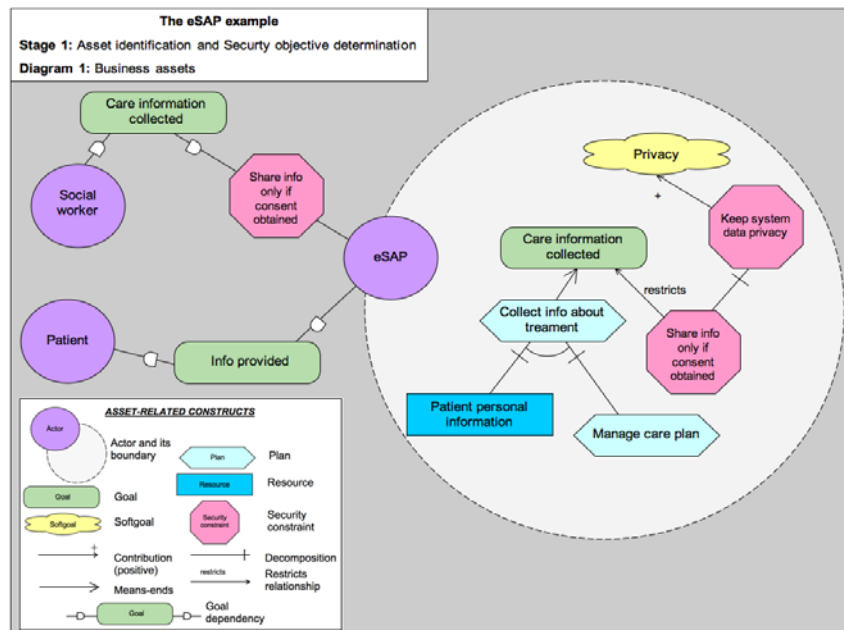 The eSAP example
Stage 1: Asset identification and Securty objective determination
Diagram 1: Business assets
Care information
collected
Social
worker
Share info
only if
consent
obtained
eSAP
Patient
Info provided
Privacy
+
Keep system
data privacy
Care information
collected
restricts
Collect info about
treament
Share info
only if
consent
obtained
Patient personal
information
Manage care plan
ASSET-RELATED CONSTRUCTS
Actor
Actor and its
boundary
Plan
Plan
Resource
Resource
Goal
Goal
Softgoal
Softgoal
Security
constraint
Security
constraint
+
Contribution
(positive)
Decomposition
restricts
Restricts
relationship
Means-ends
Goal
Goal
dependency